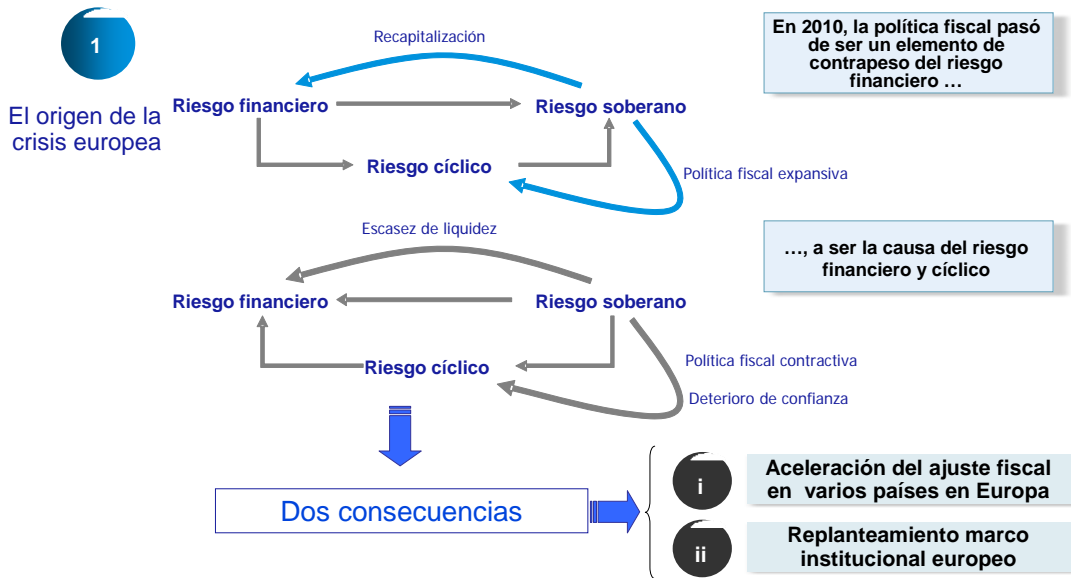 1
El origen de la
crisis europea
Recapitalización
Riesgo financiero
Riesgo soberano
Riesgo cíclico
Política fiscal expansiva
En 2010, la política fiscal pasó
de ser un elemento de
contrapeso del riesgo
financiero …
Escasez de liquidez
Riesgo financiero
Riesgo soberano
Riesgo cíclico
Política fiscal contractiva
Deterioro de confianza
…, a ser la causa del riesgo
financiero y cíclico
Dos consecuencias
i
Aceleración del ajuste fiscal
en varios países en Europa
ii
Replanteamiento marco
institucional europeo